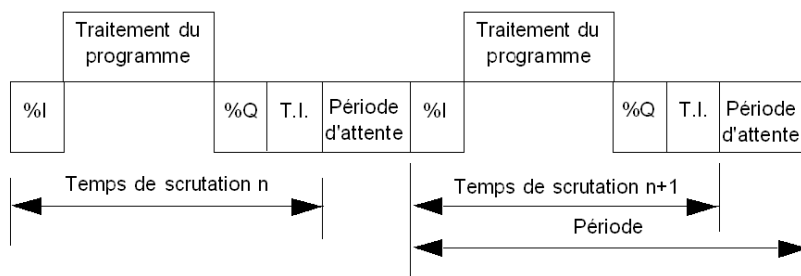 Traitement du
programme
Traitement du
programme
%I
%Q
T.I.
Période
d'attente
%I
%Q
T.I.
Période
d'attente
Temps de scrutation n
Temps de scrutation n+1
Période